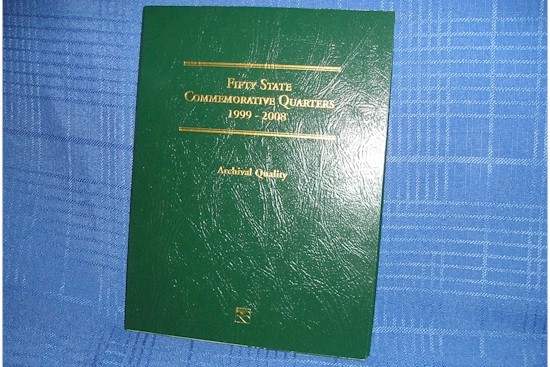 Fifty State
Commemorative Quarters
1999 - 2008
Archival Quality